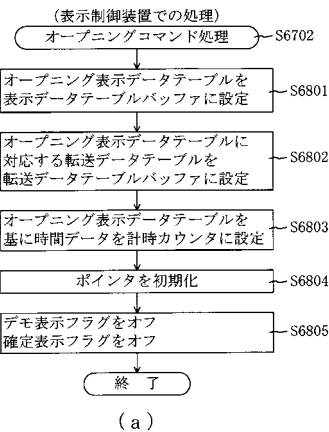 (表示制御装置での処理)
オープニングコマンド処理 S6702
オープニング表示データテーブルを
表示データテーブルバッファに設定 S6801
オープニング表示データテーブルに
対応する転送データテーブルを
転送データテーブルバッファに設定 S6802
オープニング表示データテーブルを
基に時間データを計時カウンタに設定 S6803
ポインタを初期化 S6804
デモ表示フラグをオフ
確定表示フラグをオフ S6805
終 了
(a)